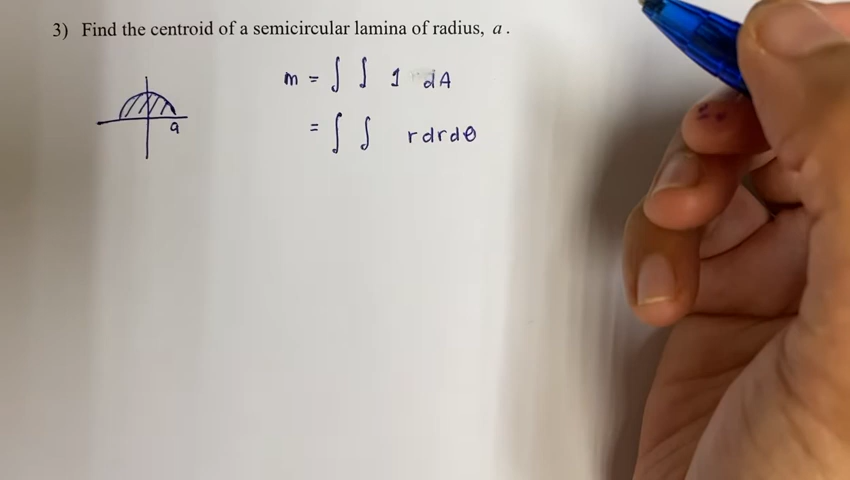 3) Find the centroid of a semicircular lamina of radius, a .
m = ∫ ∫ 1 dA
= ∫ ∫ r dr dθ
a